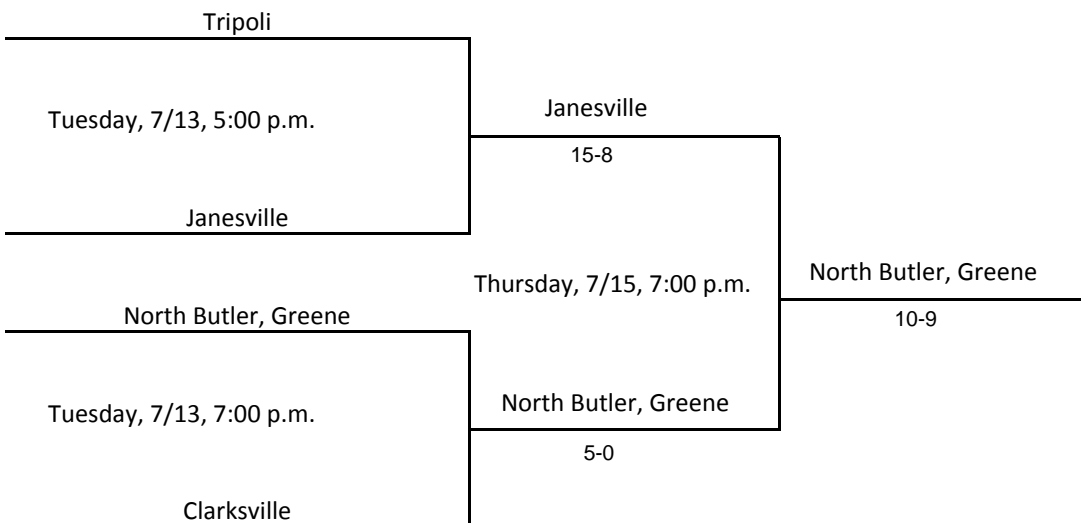 Tripoli
Tuesday, 7/13, 5:00 p.m.
Janesville
15-8
Janesville
Thursday, 7/15, 7:00 p.m.
North Butler, Greene
10-9
North Butler, Greene
Tuesday, 7/13, 7:00 p.m.
North Butler, Greene
5-0
Clarksville